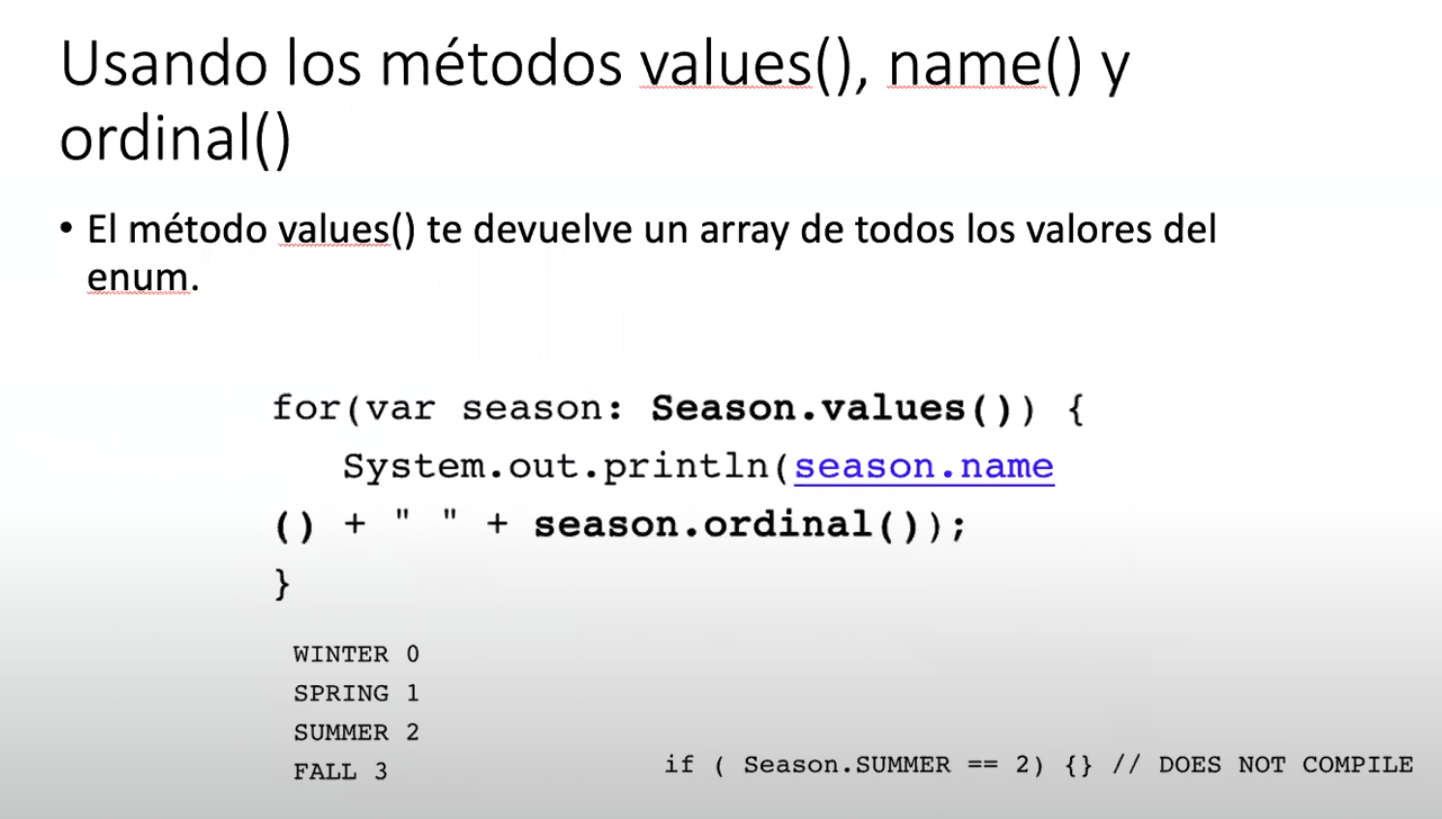 Usando los métodos values(), name() y
ordinal()
• El método values() te devuelve un array de todos los valores del
enum.
for(var season: Season.values()) {
System.out.println(season.name
() + " " + season.ordinal());
}
WINTER 0
SPRING 1
SUMMER 2
FALL 3
if ( Season.SUMMER == 2) {} // DOES NOT COMPILE